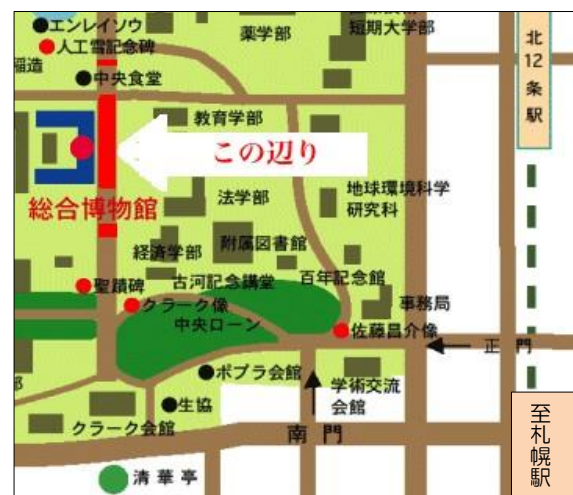 エンレイソウ
人工雪記念碑
稲造
中央食堂
薬学部
短期大学部
北12条駅
教育学部
この辺り
総合博物館
法学部
地球環境科学
研究科
経済学部
附属図書館
聖蹟碑
古河記念講堂
百年記念館
クラーク像
中央ローン
事務局
佐藤昌介像
正門
ポプラ会館
学術交流
会館
生協
クラーク会館
南門
清華亭
至札幌駅